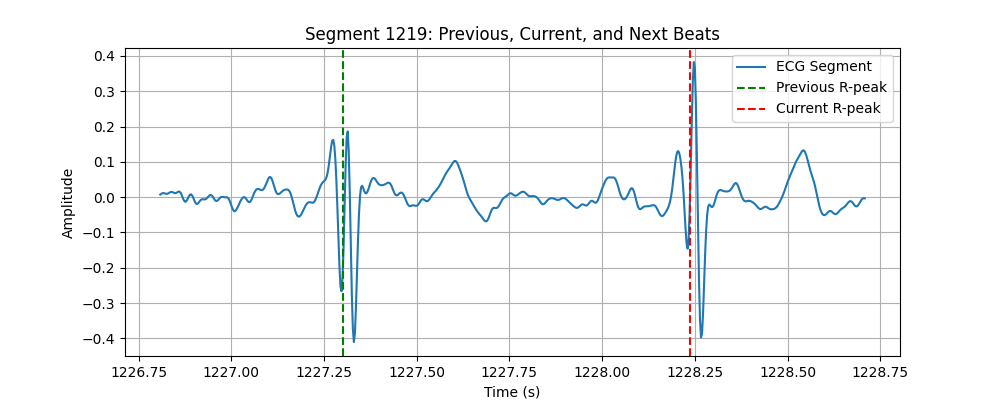 Segment 1219: Previous, Current, and Next Beats
ECG Segment
Previous R-peak
Current R-peak
Amplitude
0.4
0.3
0.2
0.1
0.0
−0.1
−0.2
−0.3
−0.4
1226.75 1227.00 1227.25 1227.50 1227.75 1228.00 1228.25 1228.50 1228.75
Time (s)